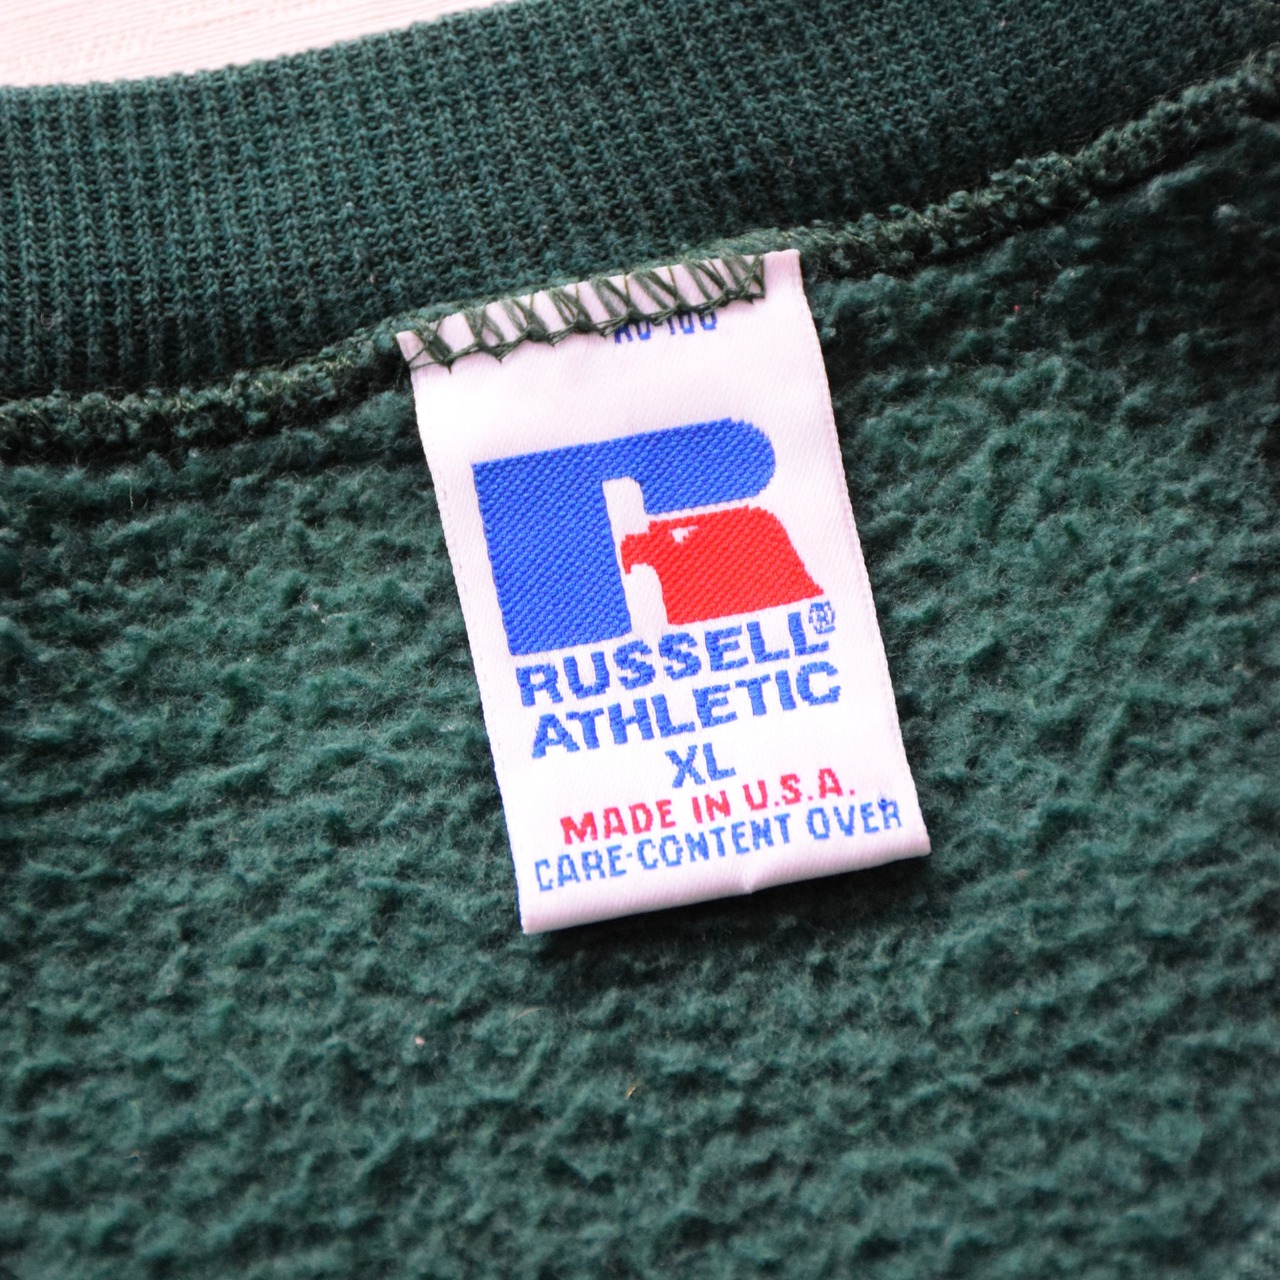 RUSSELL®
ATHLETIC
XL
MADE IN U.S.A.
CARE-CONTENT OVER